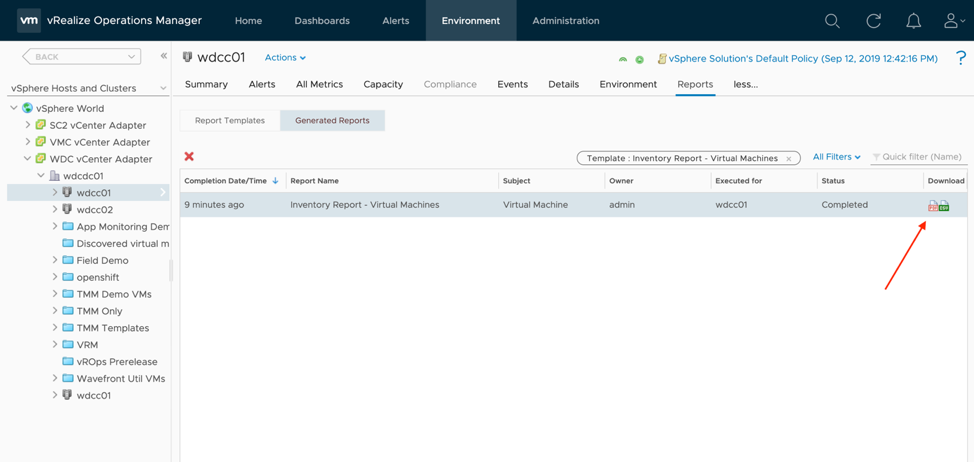 vm vRealize Operations Manager Home Dashboards Alerts Environment Administration
BACK
vSphere Hosts and Clusters
vSphere World
SC2 vCenter Adapter
VMC vCenter Adapter
WDC vCenter Adapter
wdcdc01
wdcc01
wdcc02
App Monitoring Dem
Discovered virtual m
Field Demo
openshift
TMM Demo VMs
TMM Only
TMM Templates
VRM
vROps Prerelease
Wavefront Util VMs
wdcc01
wdcc01 Actions vSphere Solution's Default Policy (Sep 12, 2019 12:42:16 PM) ?
Summary Alerts All Metrics Capacity Compliance Events Details Environment Reports less...
Report Templates Generated Reports
Template : Inventory Report - Virtual Machines × All Filters Quick filter (Name)
Completion Date/Time Report Name Subject Owner Executed for Status Download
9 minutes ago Inventory Report - Virtual Machines Virtual Machine admin wdcc01 Completed